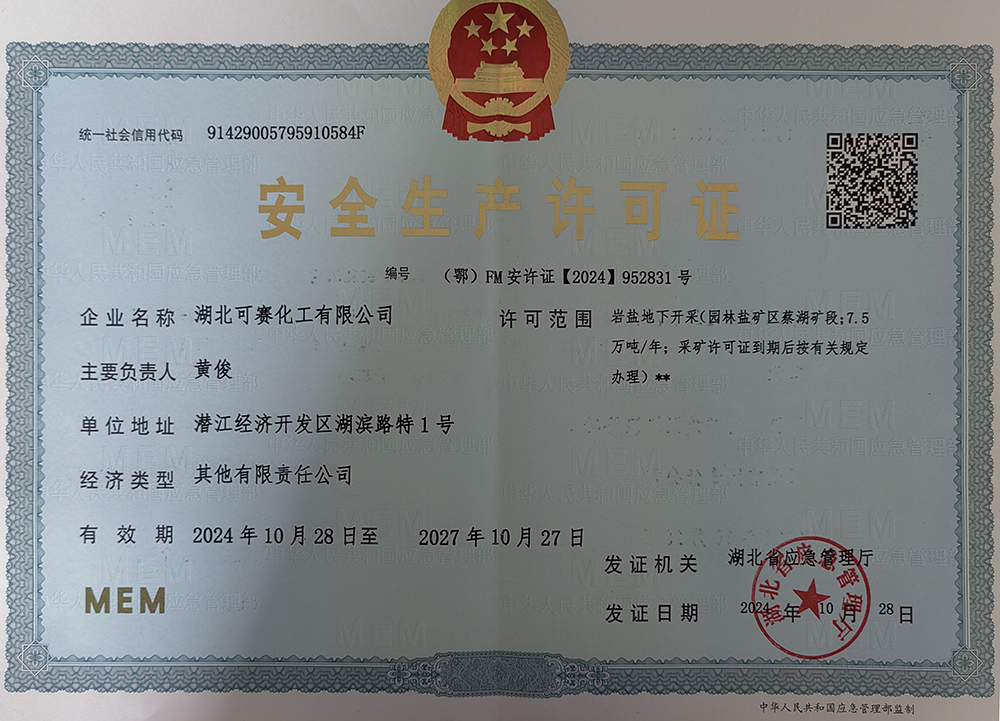 统一社会信用代码 91429005795910584F
安全生产许可证
编号 （鄂）FM安许证【2024】952831号
企业名称 湖北可赛化工有限公司
主要负责人 黄俊
单位地址 潜江经济开发区湖滨路特1号
经济类型 其他有限责任公司
有效期 2024年10月28日至 2027年10月27日
许可范围 岩盐地下开采(园林盐矿区蔡湖矿段;7.5
万吨/年；采矿许可证到期后按有关规定
办理）**
发证机关 湖北省应急管理厅
发证日期 2024年10月28日
湖北省应急管理厅
MEM
中华人民共和国应急管理部监制